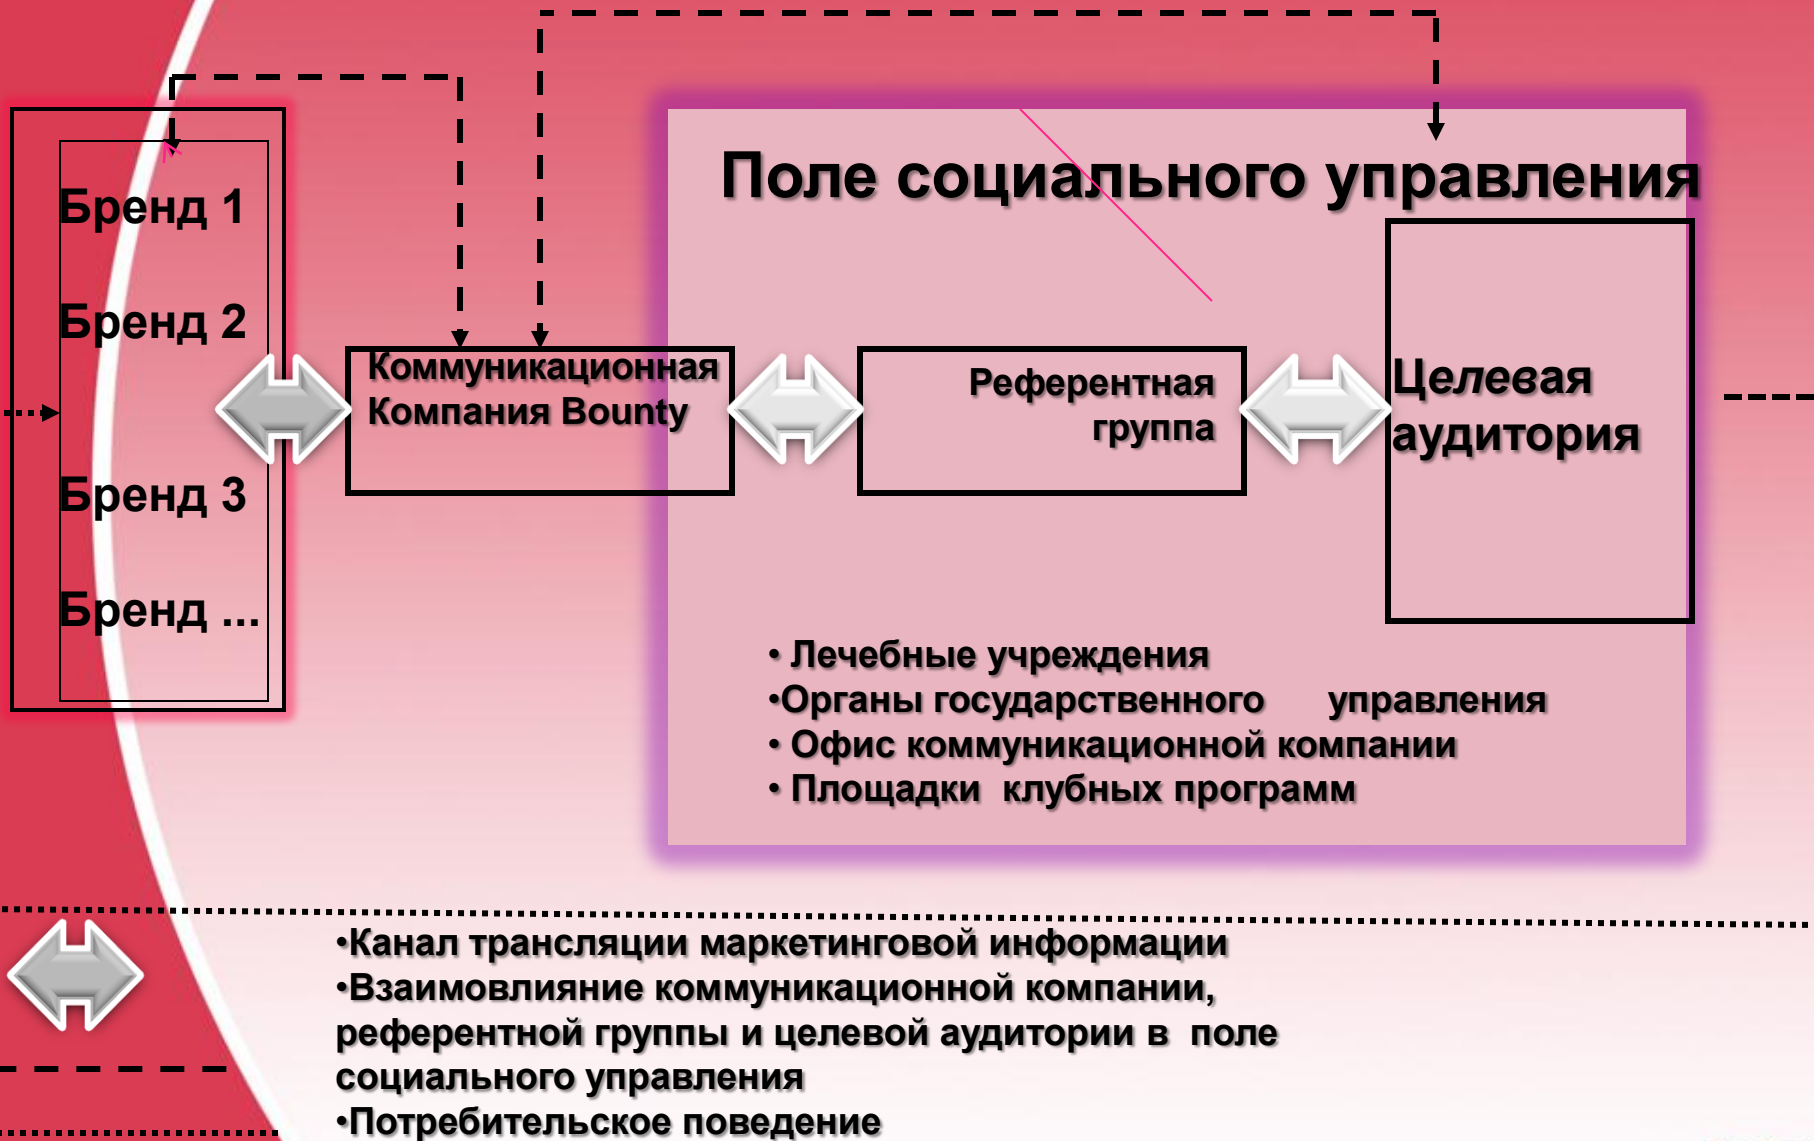 Поле социального управления
Бренд 1
Бренд 2
Бренд 3
Бренд ...
Коммуникационная
Компания Bounty
Референтная
группа
Целевая
аудитория
• Лечебные учреждения
•Органы государственного управления
• Офис коммуникационной компании
• Площадки клубных программ
•Канал трансляции маркетинговой информации
•Взаимовлияние коммуникационной компании,
референтной группы и целевой аудитории в поле
социального управления
•Потребительское поведение